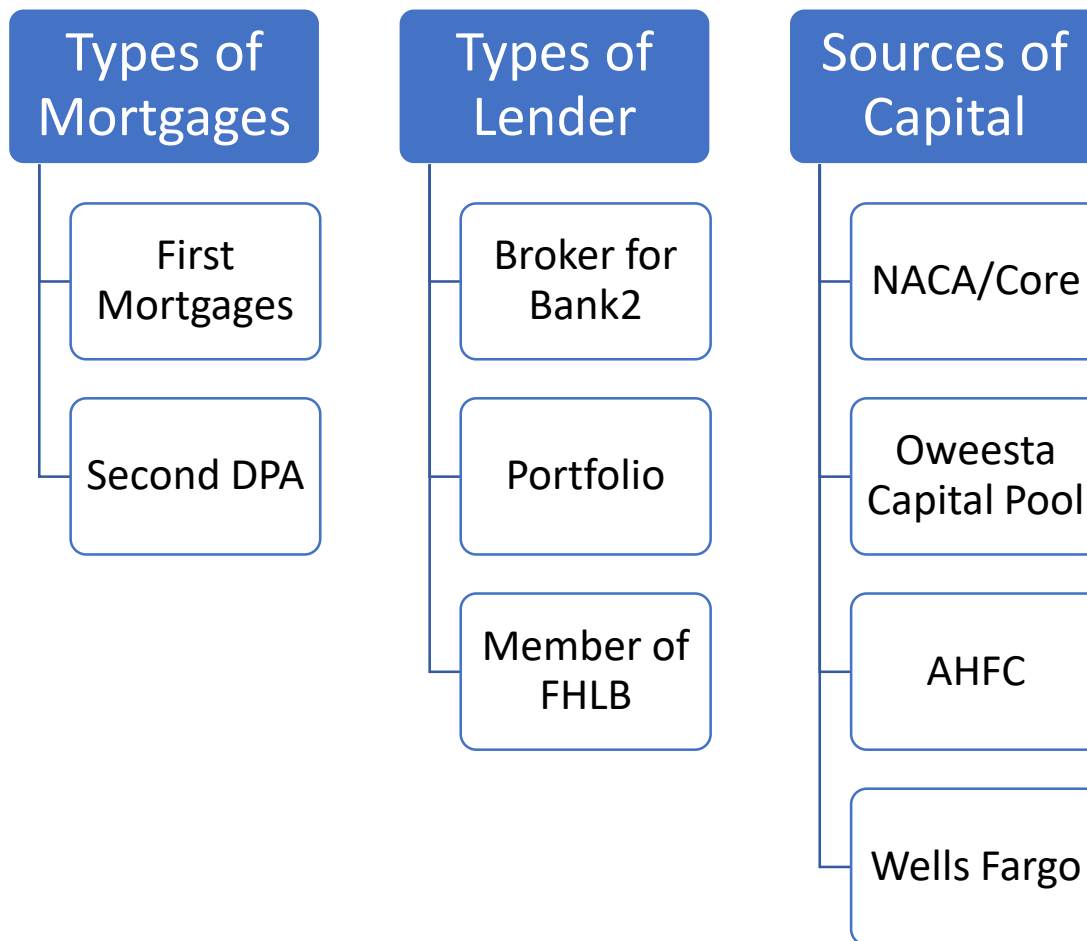 Types of
Mortgages
First
Mortgages
Second DPA
Types of
Lender
Broker for
Bank2
Portfolio
Member of
FHLB
Sources of
Capital
NACA/Core
Oweesta
Capital Pool
AHFC
Wells Fargo